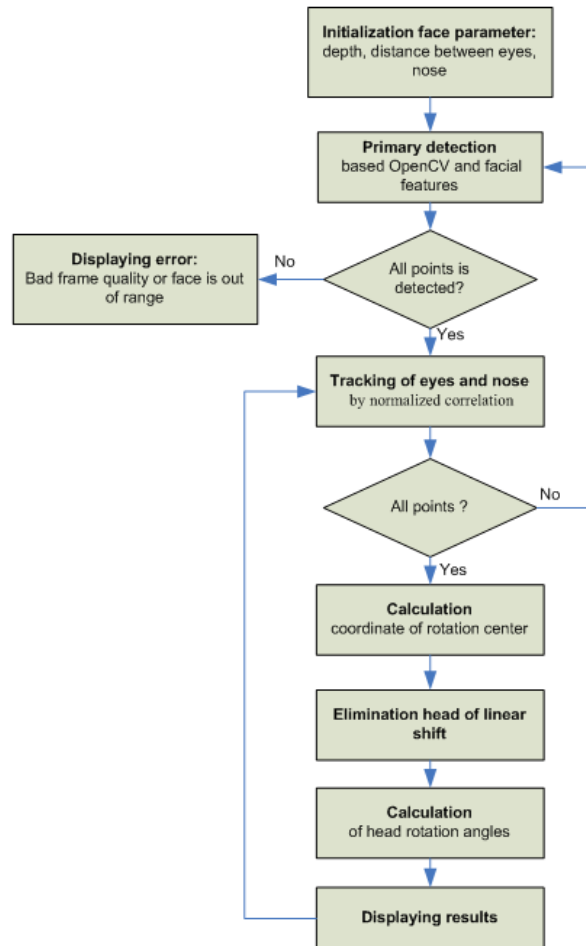 Initialization face parameter:
depth, distance between eyes,
nose
Primary detection
based OpenCV and facial
features
Displaying error:
Bad frame quality or face is out
of range
No
All points is
detected?
Yes
Tracking of eyes and nose
by normalized correlation
All points ?
No
Yes
Calculation
coordinate of rotation center
Elimination head of linear
shift
Calculation
of head rotation angles
Displaying results